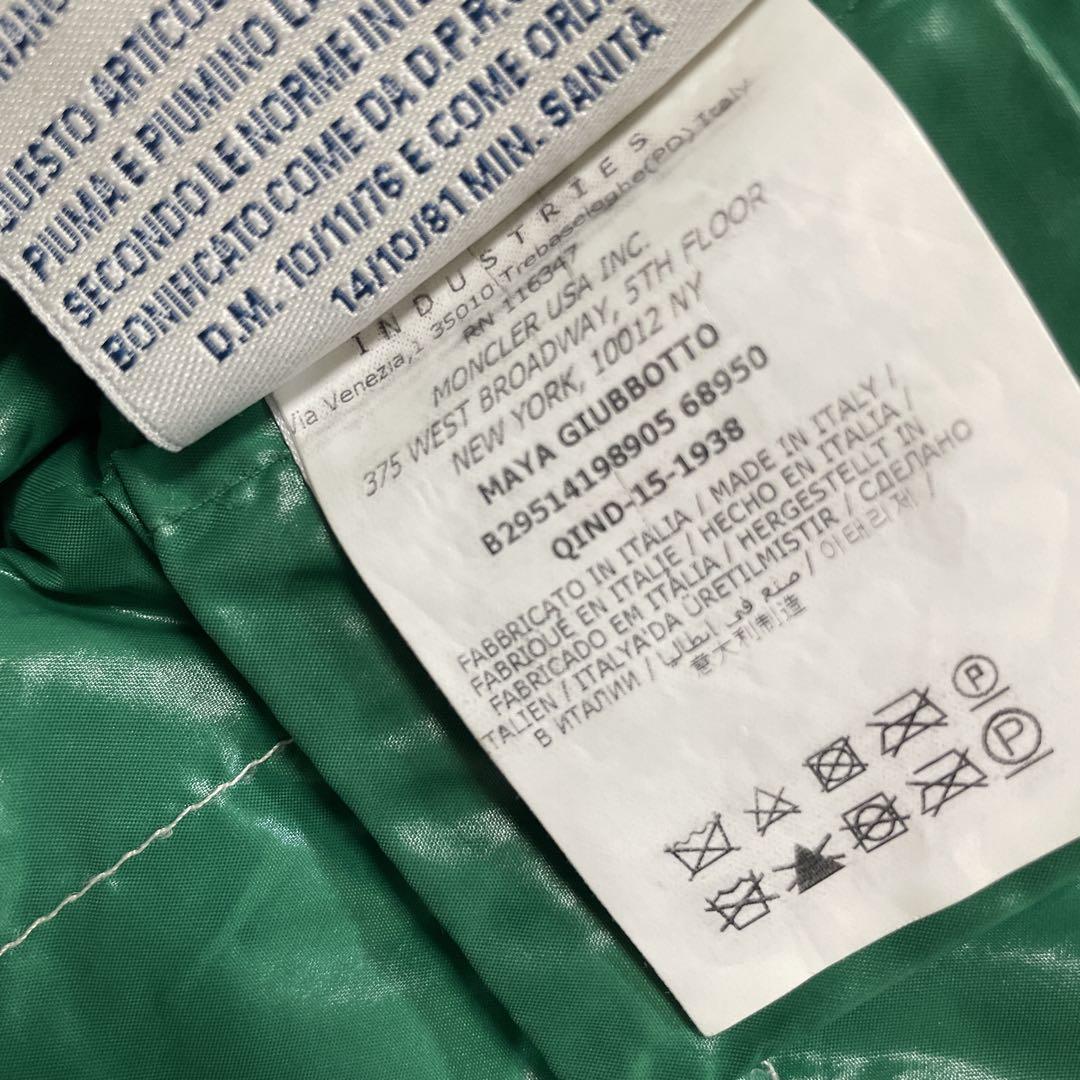 QUESTO ARTICO
PIUMA E PIUMINO
SECONDO LE NORME IN
BONIFICATO COME DA D.P.R.
D.M. 10/11/76 E COME ORD.
14/10/81 MIN. SANITÀ
INDUSTRIES
Via Venezia,1 35010 Trebaseleghe(PD)Italy
RN 116347
MONCLER USA INC.
375 WEST BROADWAY, 5TH FLOOR
NEW YORK, 10012 NY
MAYA GIUBBOTTO
B29514198905 68950
QIND-15-1938
FABBRICATO IN ITALIA / MADE IN ITALY /
FABRIQUÉ EN ITALIE / HECHO EN ITALIA /
FABRICADO EM ITÁLIA / HERGESTELLT IN
ITALIEN / ITALYA'DA ÜRETILMISTIR / СДЕЛАНО
В ИТАЛИИ / صنع في إيطاليا / 이태리제 /
意大利制造
P
P